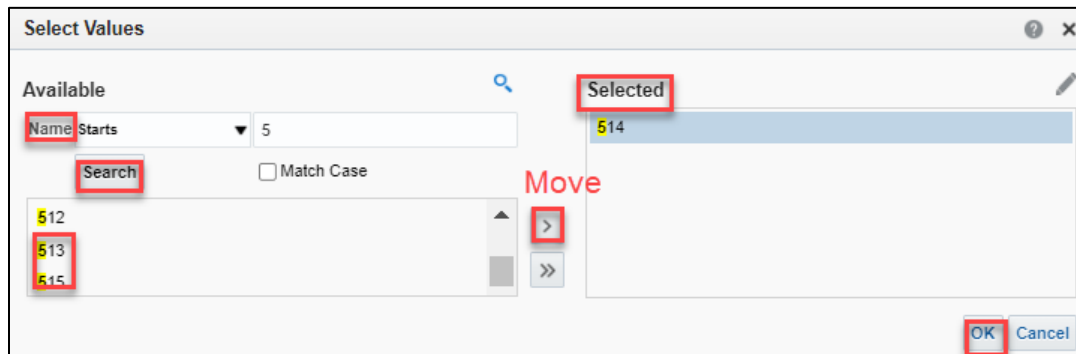 Select Values
Available
Name Starts 5
Search Match Case
512
513
515
Move
Selected
514
OK Cancel